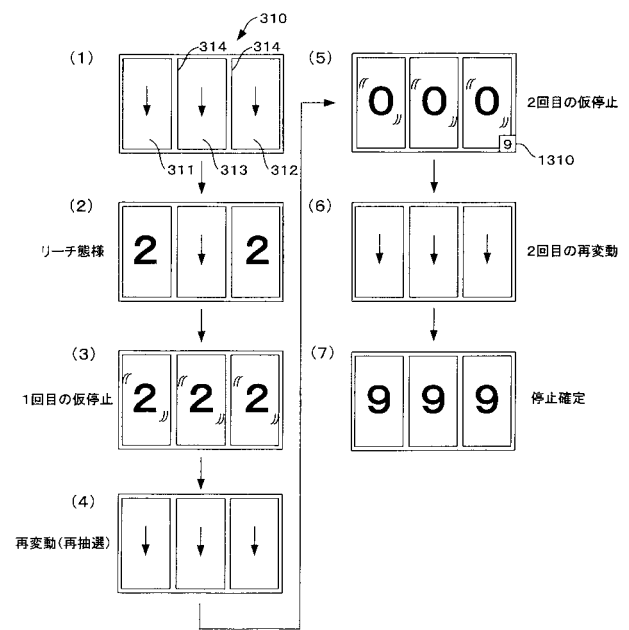 310
(1)
314 314
311 313 312
(2)
リーチ態様
2 2
(3)
1回目の仮停止
2 2 2
(4)
再変動(再抽選)
(5)
0 0 0
2回目の仮停止
9
1310
(6)
2回目の再変動
(7)
9 9 9
停止確定